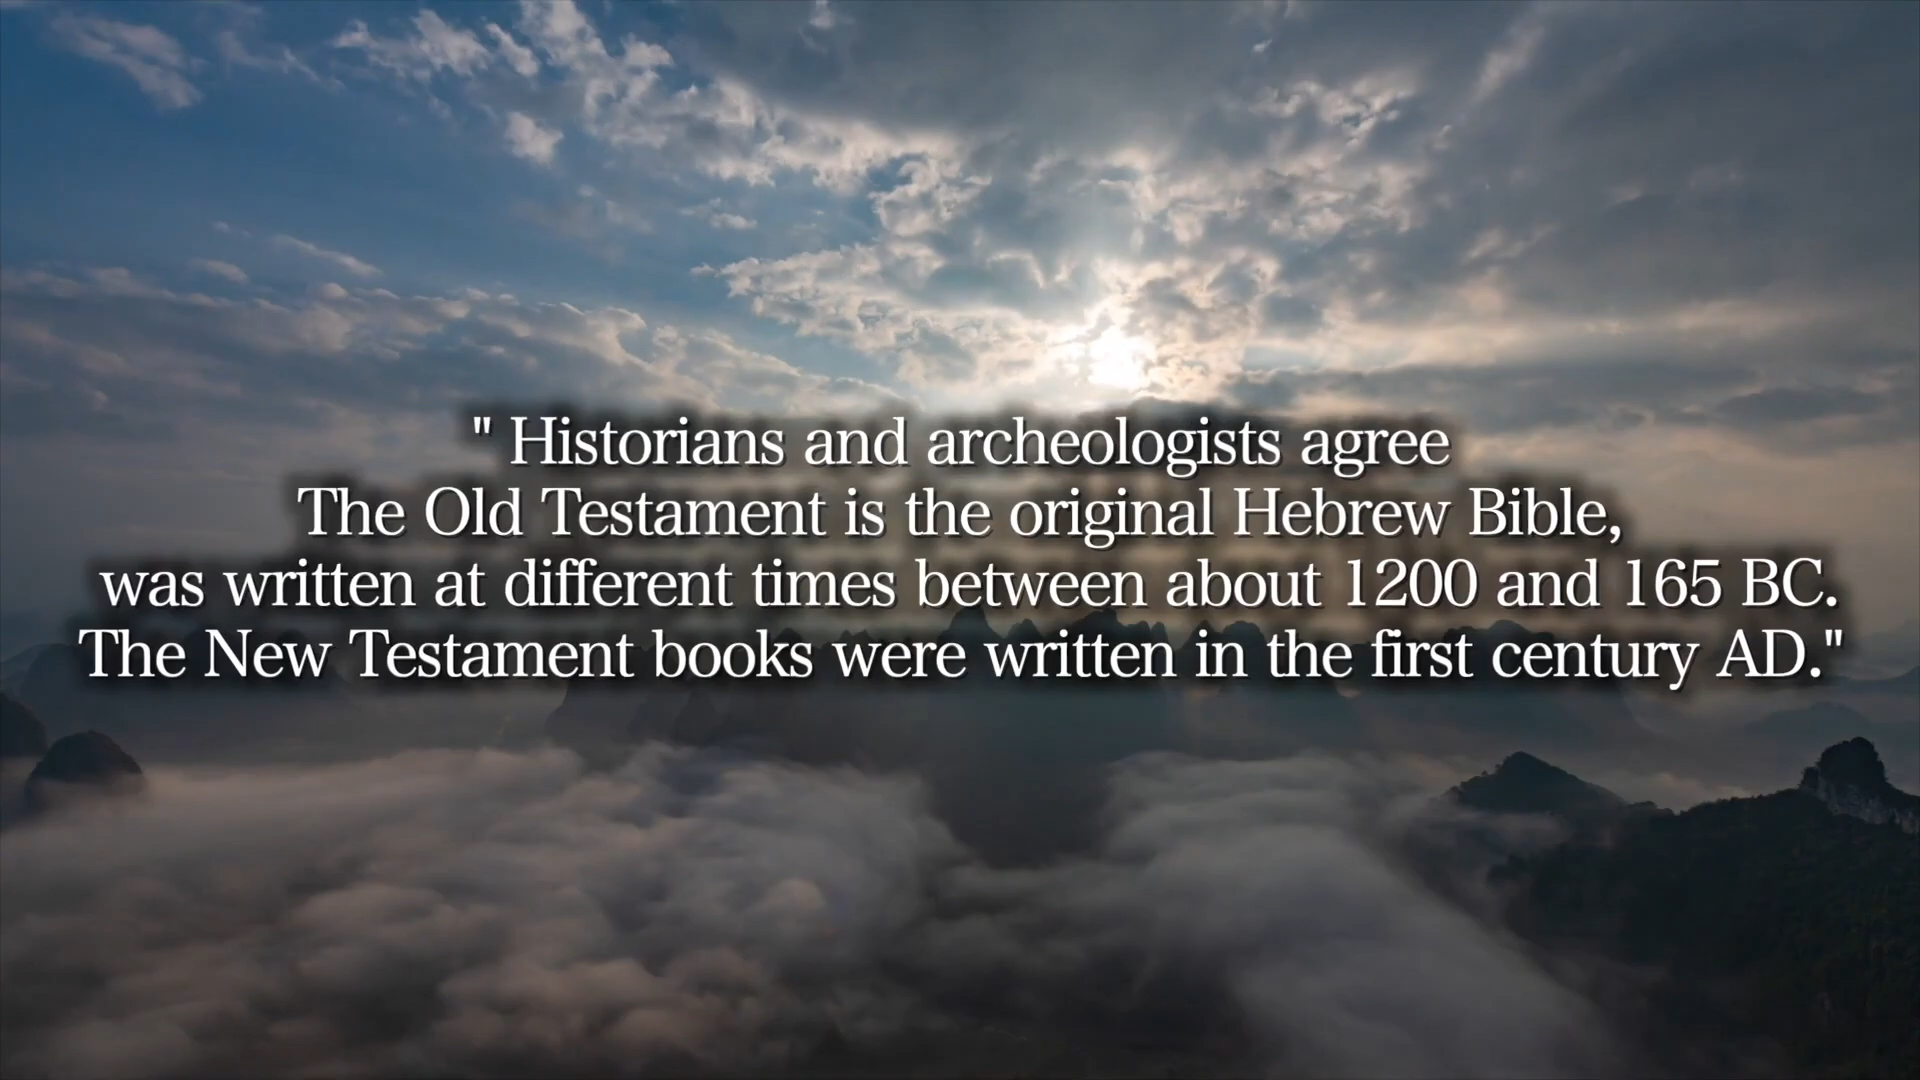 " Historians and archeologists agree
The Old Testament is the original Hebrew Bible,
was written at different times between about 1200 and 165 BC.
The New Testament books were written in the first century AD."